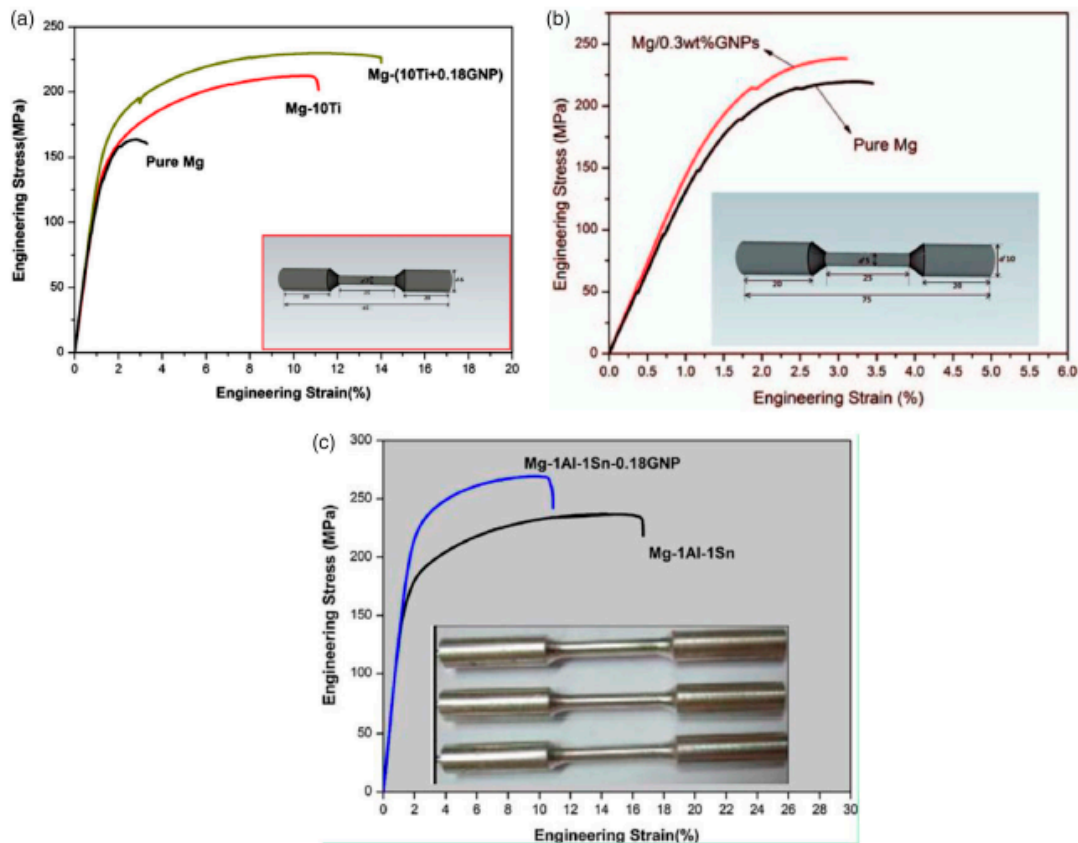 (a)
Engineering Stress(MPa)
250
200
150
100
50
0
Mg-(10Ti+0.18GNP)
Mg-10Ti
Pure Mg
20
20
0 2 4 6 8 10 12 14 16 18 20
Engineering Strain(%)
(b)
Engineering Stress (MPa)
250
200
150
100
50
0
Mg/0.3wt%GNPs
Pure Mg
20
25
20
75
0.0 0.5 1.0 1.5 2.0 2.5 3.0 3.5 4.0 4.5 5.0 5.5 6.0
Engineering Strain (%)
(c)
Engineering Stress (MPa)
300
250
200
150
100
50
0
Mg-1Al-1Sn-0.18GNP
Mg-1Al-1Sn
0 2 4 6 8 10 12 14 16 18 20 22 24 26 28 30
Engineering Strain(%)